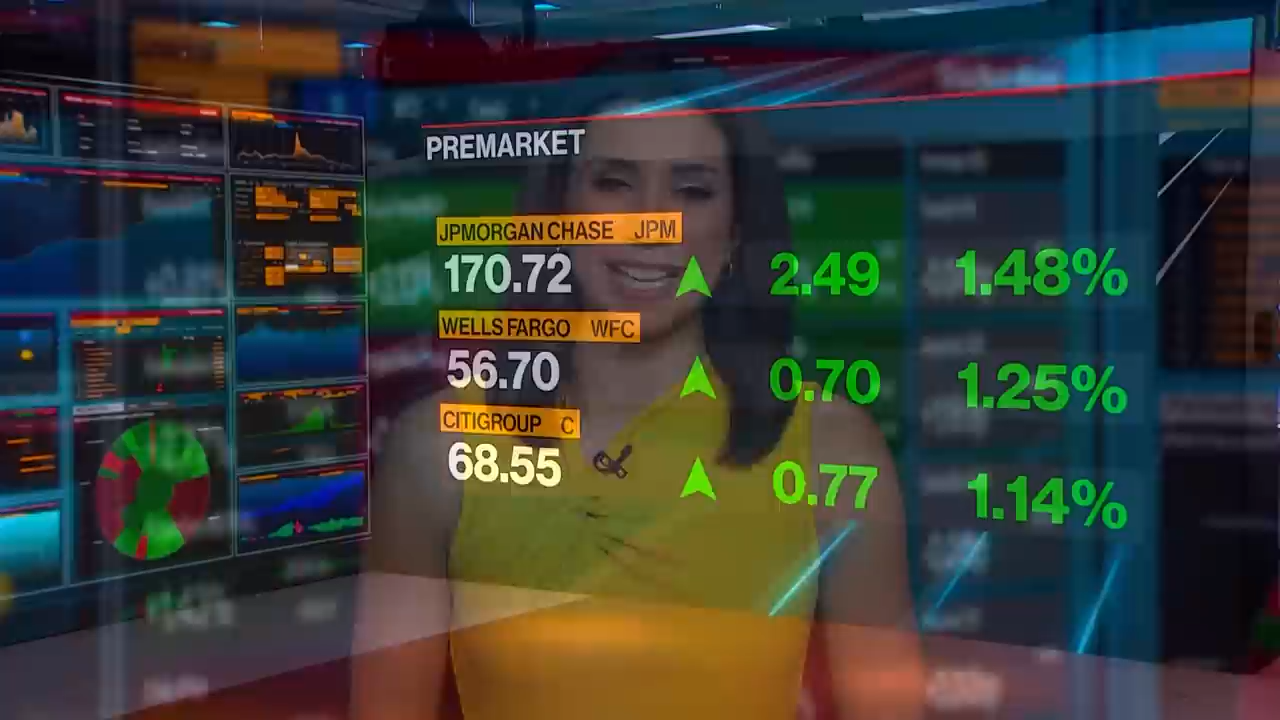 PREMARKET
JPMORGAN CHASE JPM
170.72 2.49 1.48%
WELLS FARGO WFC
56.70 0.70 1.25%
CITIGROUP C
68.55 0.77 1.14%